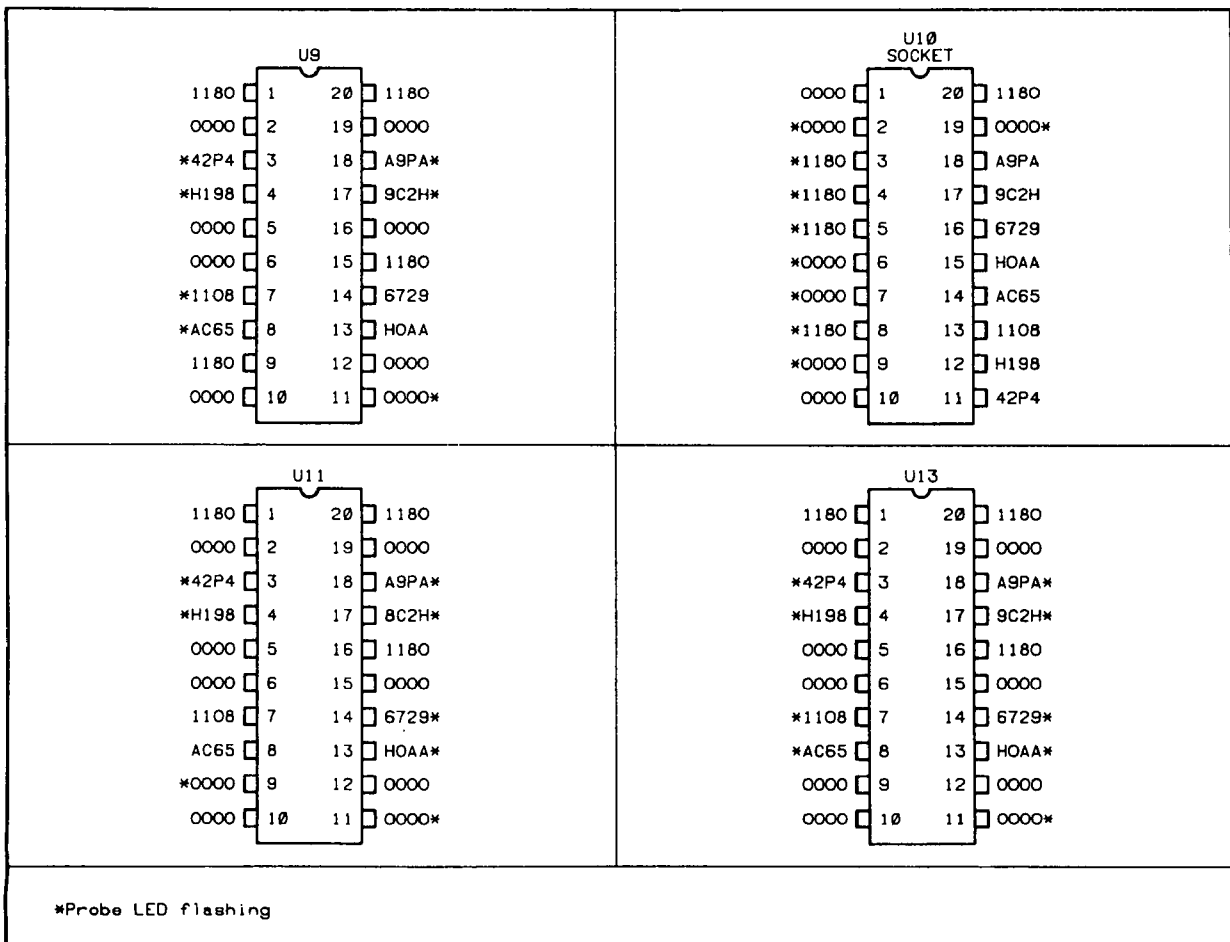 U9
1180 1 20 1180
0000 2 19 0000
*42P4 3 18 A9PA*
*H198 4 17 9C2H*
0000 5 16 0000
0000 6 15 1180
*1108 7 14 6729
*AC65 8 13 HOAA
1180 9 12 0000
0000 10 11 0000*
U10
SOCKET
0000 1 20 1180
*0000 2 19 0000*
*1180 3 18 A9PA
*1180 4 17 9C2H
*1180 5 16 6729
*0000 6 15 HOAA
*0000 7 14 AC65
*1180 8 13 1108
*0000 9 12 H198
0000 10 11 42P4
U11
1180 1 20 1180
0000 2 19 0000
*42P4 3 18 A9PA*
*H198 4 17 8C2H*
0000 5 16 1180
0000 6 15 0000
1108 7 14 6729*
AC65 8 13 HOAA*
*0000 9 12 0000
0000 10 11 0000*
U13
1180 1 20 1180
0000 2 19 0000
*42P4 3 18 A9PA*
*H198 4 17 9C2H*
0000 5 16 1180
0000 6 15 0000
*1108 7 14 6729*
*AC65 8 13 HOAA*
0000 9 12 0000
0000 10 11 0000*
*Probe LED flashing